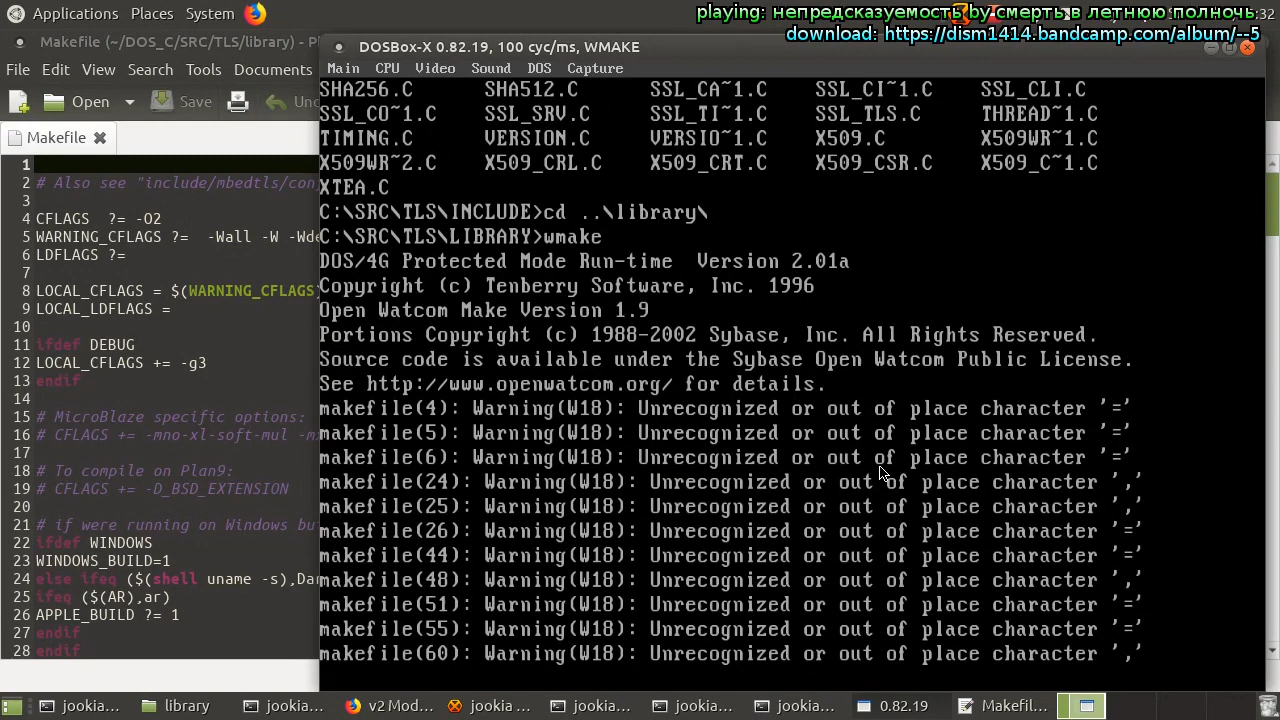 Applications Places System
playing: непредсказуемость by смерть в летнюю полночь
:32
download: https://dism1414.bandcamp.com/album/--5
Makefile (~/DOS_C/SRC/TLS/library) - Pl
File Edit View Search Tools Documents
Open Save Und
Makefile
1
2 # Also see "include/mbedtls/con
3
4 CFLAGS ?= -O2
5 WARNING_CFLAGS ?= -Wall -W -Wde
6 LDFLAGS ?=
7
8 LOCAL_CFLAGS = $(WARNING_CFLAGS)
9 LOCAL_LDFLAGS =
10
11 ifdef DEBUG
12 LOCAL_CFLAGS += -g3
13 endif
14
15 # MicroBlaze specific options:
16 # CFLAGS += -mno-xl-soft-mul -mx
17
18 # To compile on Plan9:
19 # CFLAGS += -D_BSD_EXTENSION
20
21 # if were running on Windows bu
22 ifdef WINDOWS
23 WINDOWS_BUILD=1
24 else ifeq ($(shell uname -s),Dar
25 ifeq ($(AR),ar)
26 APPLE_BUILD ?= 1
27 endif
28 endif
DOSBox-X 0.82.19, 100 cyc/ms, WMAKE
Main CPU Video Sound DOS Capture
SHA256.C SHA512.C SSL_CA~1.C SSL_CI~1.C SSL_CLI.C
SSL_CO~1.C SSL_SRV.C SSL_TI~1.C SSL_TLS.C THREAD~1.C
TIMING.C VERSION.C VERSIO~1.C X509.C X509WR~1.C
X509WR~2.C X509_CRL.C X509_CRT.C X509_CSR.C X509_C~1.C
XTEA.C
C:\SRC\TLS\INCLUDE>cd ..\library\
C:\SRC\TLS\LIBRARY>wmake
DOS/4G Protected Mode Run-time Version 2.01a
Copyright (c) Tenberry Software, Inc. 1996
Open Watcom Make Version 1.9
Portions Copyright (c) 1988-2002 Sybase, Inc. All Rights Reserved.
Source code is available under the Sybase Open Watcom Public License.
See http://www.openwatcom.org/ for details.
makefile(4): Warning(W18): Unrecognized or out of place character '='
makefile(5): Warning(W18): Unrecognized or out of place character '='
makefile(6): Warning(W18): Unrecognized or out of place character '='
makefile(24): Warning(W18): Unrecognized or out of place character ','
makefile(25): Warning(W18): Unrecognized or out of place character ','
makefile(26): Warning(W18): Unrecognized or out of place character '='
makefile(44): Warning(W18): Unrecognized or out of place character '='
makefile(48): Warning(W18): Unrecognized or out of place character ','
makefile(51): Warning(W18): Unrecognized or out of place character '='
makefile(55): Warning(W18): Unrecognized or out of place character '='
makefile(60): Warning(W18): Unrecognized or out of place character ','
jookia... library jookia... v2 Mod... jookia ... jookia... jookia... jookia... 0.82.19 Makefil...